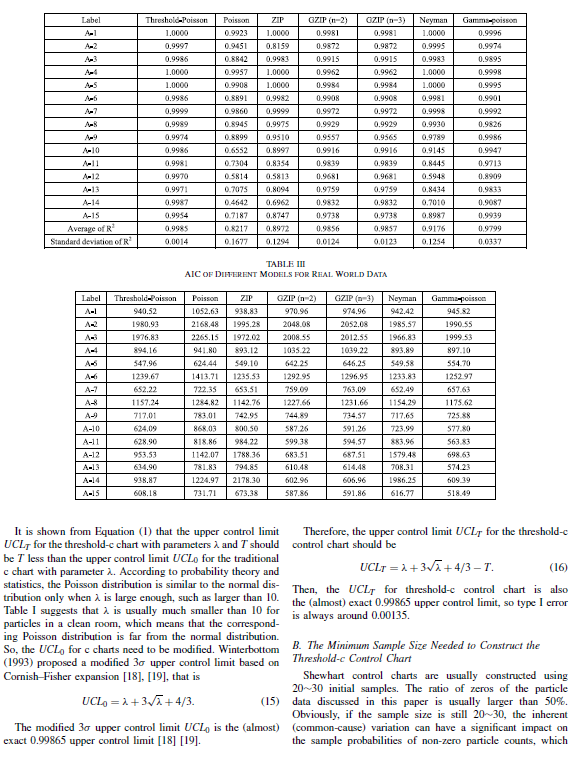 Label Threshold-Poisson Poisson ZIP GZIP (n=2) GZIP (n=3) Neyman Gamma-poisson
A-1 1.0000 0.9923 1.0000 0.9981 0.9981 1.0000 0.9996
A-2 0.9997 0.9451 0.8159 0.9872 0.9872 0.9995 0.9974
A-3 0.9986 0.8842 0.9983 0.9915 0.9915 0.9983 0.9895
A-4 1.0000 0.9957 1.0000 0.9962 0.9962 1.0000 0.9998
A-5 1.0000 0.9908 1.0000 0.9984 0.9984 1.0000 0.9995
A-6 0.9986 0.8891 0.9982 0.9908 0.9908 0.9981 0.9901
A-7 0.9999 0.9860 0.9999 0.9972 0.9972 0.9998 0.9992
A-8 0.9989 0.8945 0.9975 0.9929 0.9929 0.9930 0.9826
A-9 0.9974 0.8899 0.9510 0.9557 0.9565 0.9789 0.9986
A-10 0.9986 0.6552 0.8997 0.9916 0.9916 0.9145 0.9947
A-11 0.9981 0.7304 0.8354 0.9839 0.9839 0.8445 0.9713
A-12 0.9970 0.5814 0.5813 0.9681 0.9681 0.5948 0.8909
A-13 0.9971 0.7075 0.8094 0.9759 0.9759 0.8434 0.9833
A-14 0.9987 0.4642 0.6962 0.9832 0.9832 0.7010 0.9087
A-15 0.9954 0.7187 0.8747 0.9738 0.9738 0.8987 0.9939
Average of R² 0.9985 0.8217 0.8972 0.9856 0.9857 0.9176 0.9799
Standard deviation of R² 0.0014 0.1677 0.1294 0.0124 0.0123 0.1254 0.0337
TABLE III
AIC OF DIFFERENT MODELS FOR REAL WORLD DATA
Label Threshold-Poisson Poisson ZIP GZIP (n=2) GZIP (n=3) Neyman Gamma-poisson
A-1 940.52 1052.63 938.83 970.96 974.96 942.42 945.82
A-2 1980.93 2168.48 1995.28 2048.08 2052.08 1985.57 1990.55
A-3 1976.83 2265.15 1972.02 2008.55 2012.55 1966.83 1999.53
A-4 894.16 941.80 893.12 1035.22 1039.22 893.89 897.10
A-5 547.96 624.44 549.10 642.25 646.25 549.58 554.70
A-6 1239.67 1413.71 1235.53 1292.95 1296.95 1233.83 1252.97
A-7 652.22 722.35 653.51 759.09 763.09 652.49 657.63
A-8 1157.24 1284.82 1142.76 1227.66 1231.66 1154.29 1175.62
A-9 717.01 783.01 742.95 744.89 734.57 717.65 725.88
A-10 624.09 868.03 800.50 587.26 591.26 723.99 577.80
A-11 628.90 818.86 984.22 599.38 594.57 883.96 563.83
A-12 953.53 1142.07 1788.36 683.51 687.51 1579.48 698.93
A-13 634.90 781.83 794.85 610.48 614.48 708.31 574.23
A-14 938.87 1224.97 2178.30 602.96 606.96 1986.25 609.39
A-15 608.18 731.71 673.38 587.86 591.86 616.77 518.49
It is shown from Equation (1) that the upper control limit
UCL_T for the threshold-c chart with parameters λ and T should
be T less than the upper control limit UCL₀ for the traditional
c chart with parameter λ. According to probability theory and
statistics, the Poisson distribution is similar to the normal dis-
tribution only when λ is large enough, such as larger than 10.
Table I suggests that λ is usually much smaller than 10 for
particles in a clean room, which means that the correspond-
ing Poisson distribution is far from the normal distribution.
So, the UCL₀ for c charts need to be modified. Winterbottom
(1993) proposed a modified 3σ upper control limit based on
Cornish–Fisher expansion [18], [19], that is
UCL₀ = λ + 3√λ + 4/3. (15)
The modified 3σ upper control limit UCL₀ is the (almost)
exact 0.99865 upper control limit [18] [19].
Therefore, the upper control limit UCL_T for the threshold-c
control chart should be
UCL_T = λ + 3√λ + 4/3 − T. (16)
Then, the UCL_T for threshold-c control chart is also
the (almost) exact 0.99865 upper control limit, so type I error
is always around 0.00135.
B. The Minimum Sample Size Needed to Construct the
Threshold-c Control Chart
Shewhart control charts are usually constructed using
20∼30 initial samples. The ratio of zeros of the particle
data discussed in this paper is usually larger than 50%.
Obviously, if the sample size is still 20∼30, the inherent
(common-cause) variation can have a significant impact on
the sample probabilities of non-zero particle counts, which